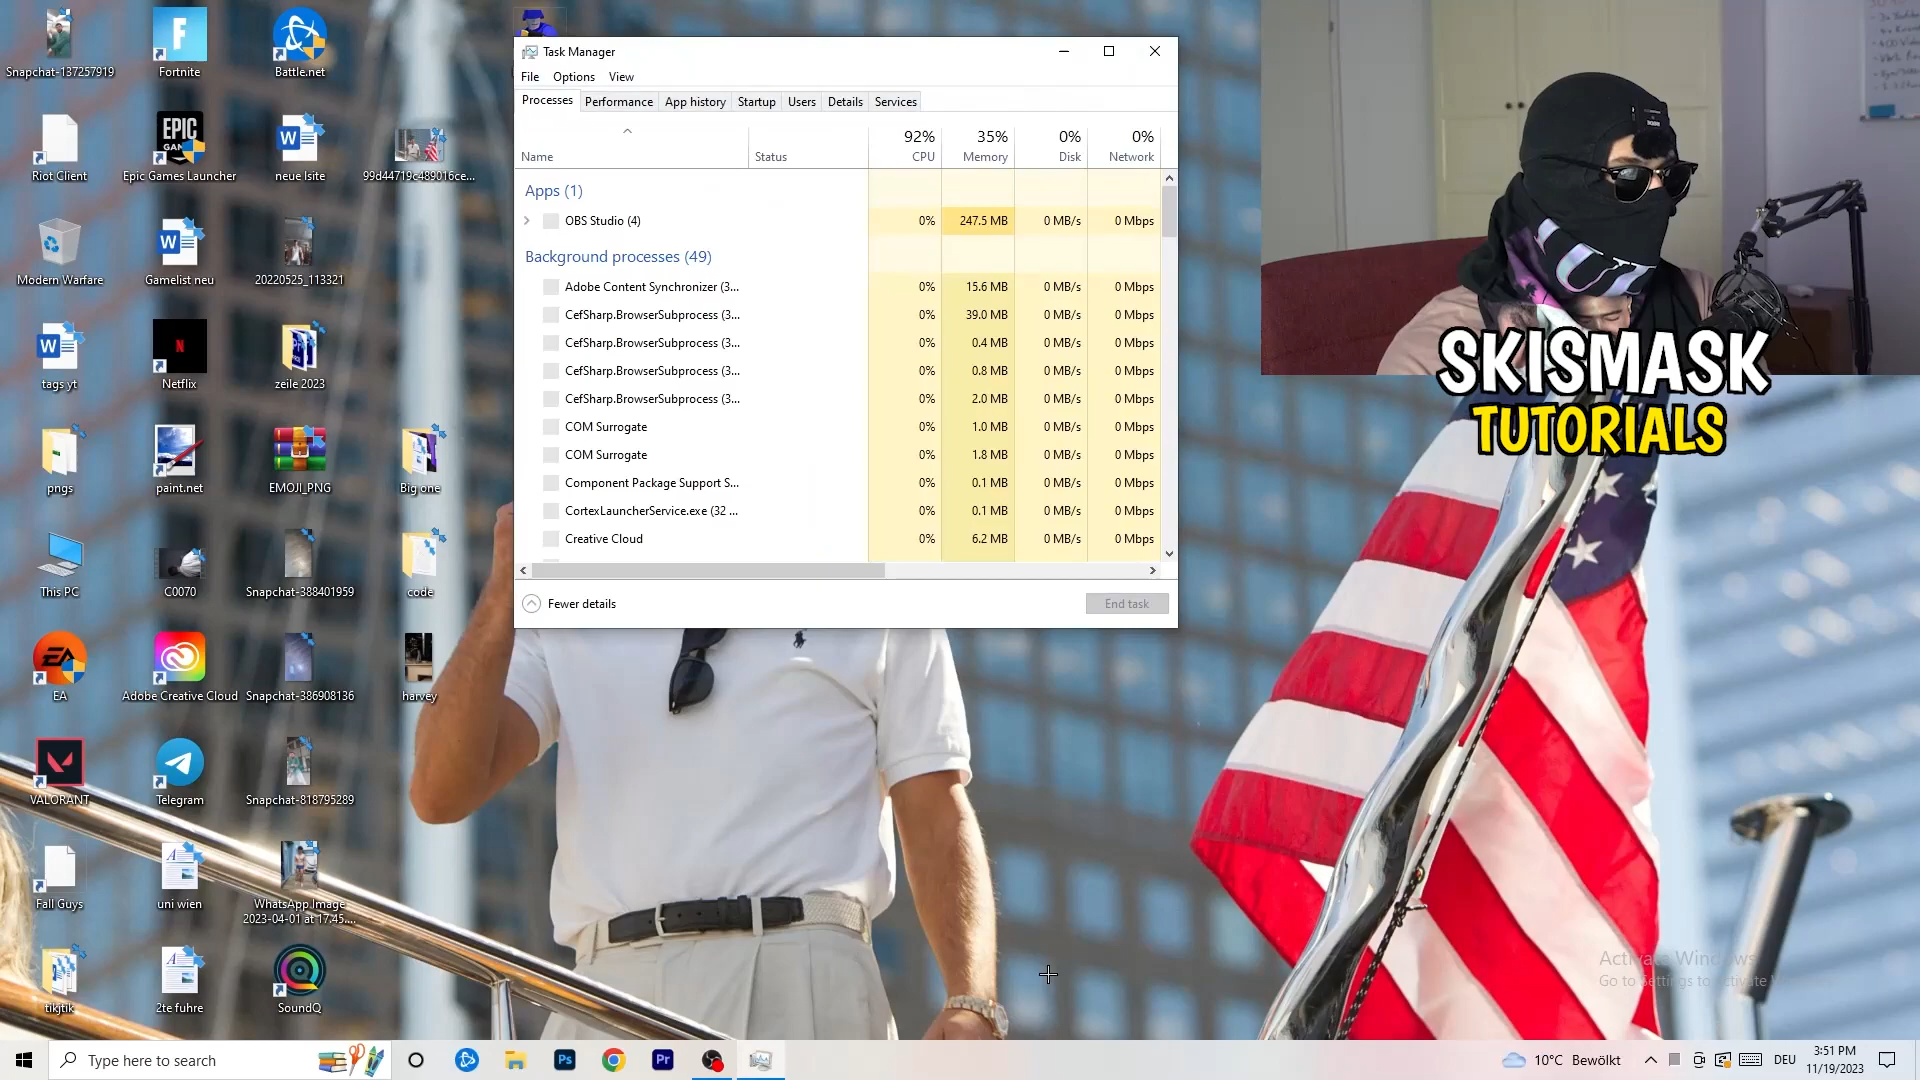 Snapchat-137257919
Fortnite
Battle.net
Riot Client
EPIC
GAMES
Epic Games Launcher
neue lsite
99d44719c489016ce...
Modern Warfare
Gamelist neu
20220525_113321
tags yt
Netflix
zeile 2023
pngs
paint.net
EMOJI_PNG
Big one
This PC
C0070
Snapchat-388401959
code
EA
Adobe Creative Cloud
Snapchat-386908136
harvey
VALORANT
Telegram
Snapchat-818795289
Fall Guys
uni wien
WhatsApp Image
2023-04-01 at 17.45....
tikjtik
2te fuhre
SoundQ
Task Manager
File Options View
Processes Performance App history Startup Users Details Services
92% 35% 0% 0%
Name Status CPU Memory Disk Network
Apps (1)
OBS Studio (4) 0% 247.5 MB 0 MB/s 0 Mbps
Background processes (49)
Adobe Content Synchronizer (3... 0% 15.6 MB 0 MB/s 0 Mbps
CefSharp.BrowserSubprocess (3... 0% 39.0 MB 0 MB/s 0 Mbps
CefSharp.BrowserSubprocess (3... 0% 0.4 MB 0 MB/s 0 Mbps
CefSharp.BrowserSubprocess (3... 0% 0.8 MB 0 MB/s 0 Mbps
CefSharp.BrowserSubprocess (3... 0% 2.0 MB 0 MB/s 0 Mbps
COM Surrogate 0% 1.0 MB 0 MB/s 0 Mbps
COM Surrogate 0% 1.8 MB 0 MB/s 0 Mbps
Component Package Support S... 0% 0.1 MB 0 MB/s 0 Mbps
CortexLauncherService.exe (32 ... 0% 0.1 MB 0 MB/s 0 Mbps
Creative Cloud 0% 6.2 MB 0 MB/s 0 Mbps
Fewer details End task
SKISMASK
TUTORIALS
Activate Windows
Go to Settings to activate
Type here to search
Ps Pr
10°C Bewölkt
DEU
3:51 PM
11/19/2023